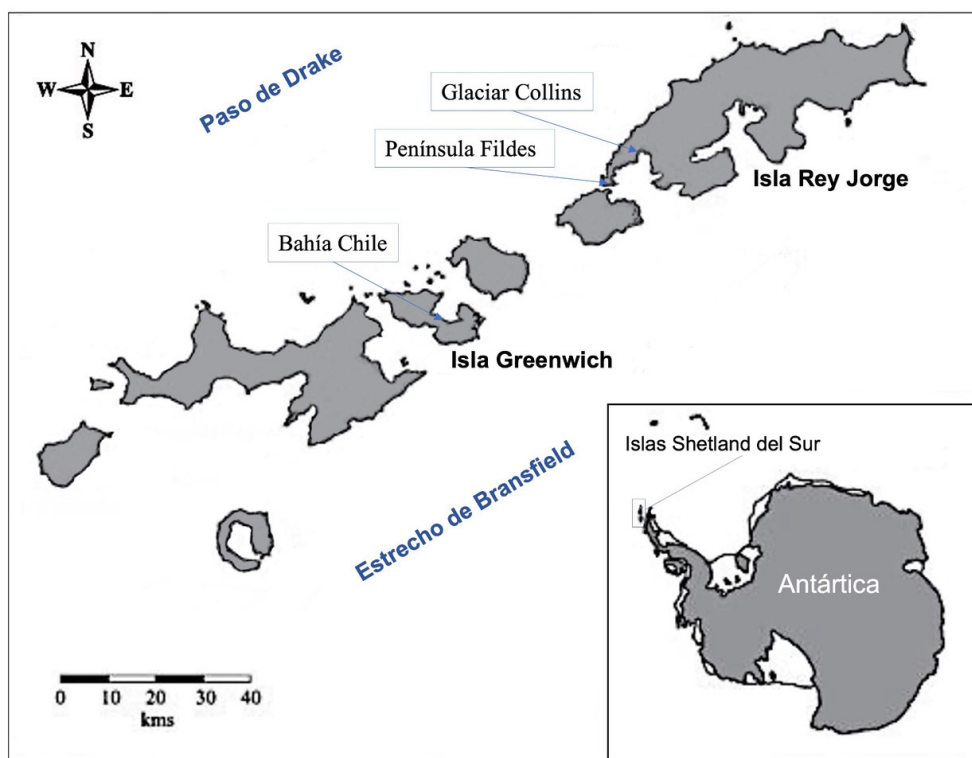 N
W E
S
Paso de Drake
Glaciar Collins
Península Fildes
Isla Rey Jorge
Bahía Chile
Isla Greenwich
Estrecho de Bransfield
Islas Shetland del Sur
Antártica
0 10 20 30 40
kms